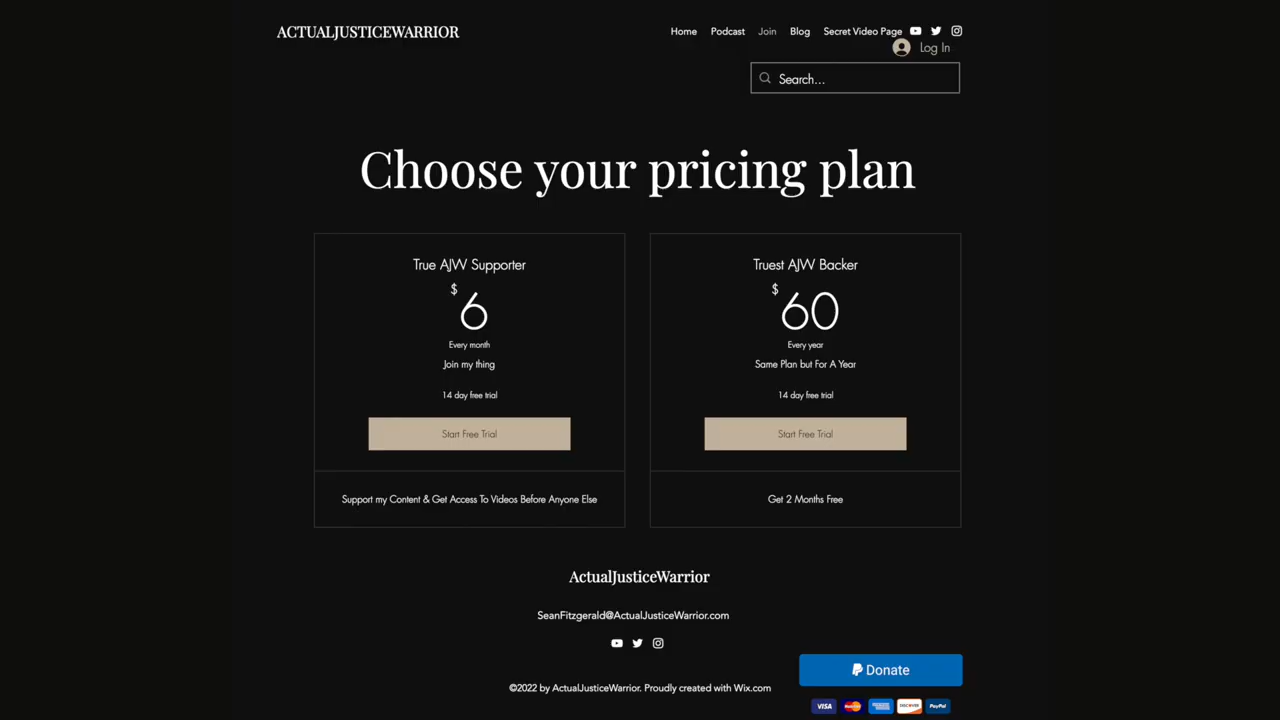 ACTUALJUSTICEWARRIOR
Home Podcast Join Blog Secret Video Page
Log In
Search...
Choose your pricing plan
True AJW Supporter
$ 6
Every month
Join my thing
14 day free trial
Start Free Trial
Support my Content & Get Access To Videos Before Anyone Else
Truest AJW Backer
$ 60
Every year
Same Plan but For A Year
14 day free trial
Start Free Trial
Get 2 Months Free
ActualJusticeWarrior
SeanFitzgerald@ActualJusticeWarrior.com
©2022 by ActualJusticeWarrior. Proudly created with Wix.com
Donate
VISA MasterCard AMERICAN EXPRESS DISCOVER PayPal